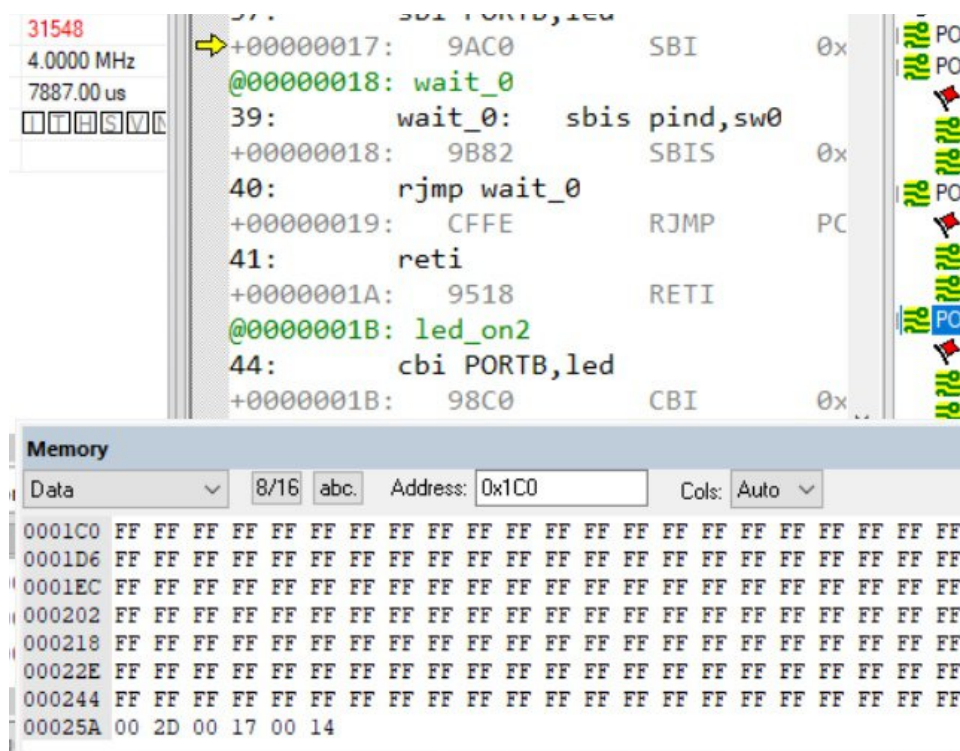 31548
4.0000 MHz
7887.00 us
I T H S V N
37: sbi PORTB,led
+00000017: 9AC0 SBI 0x
@00000018: wait_0
39: wait_0: sbis pind,sw0
+00000018: 9B82 SBIS 0x
40: rjmp wait_0
+00000019: CFFE RJMP PC
41: reti
+0000001A: 9518 RETI
@0000001B: led_on2
44: cbi PORTB,led
+0000001B: 98C0 CBI 0x
PO
PO
PO
PO
Memory
Data 8/16 abc. Address: 0x1C0 Cols: Auto
0001C0 FF FF FF FF FF FF FF FF FF FF FF FF FF FF FF FF FF FF FF FF FF FF
0001D6 FF FF FF FF FF FF FF FF FF FF FF FF FF FF FF FF FF FF FF FF FF FF
0001EC FF FF FF FF FF FF FF FF FF FF FF FF FF FF FF FF FF FF FF FF FF FF
000202 FF FF FF FF FF FF FF FF FF FF FF FF FF FF FF FF FF FF FF FF FF FF
000218 FF FF FF FF FF FF FF FF FF FF FF FF FF FF FF FF FF FF FF FF FF FF
00022E FF FF FF FF FF FF FF FF FF FF FF FF FF FF FF FF FF FF FF FF FF FF
000244 FF FF FF FF FF FF FF FF FF FF FF FF FF FF FF FF FF FF FF FF FF FF
00025A 00 2D 00 17 00 14